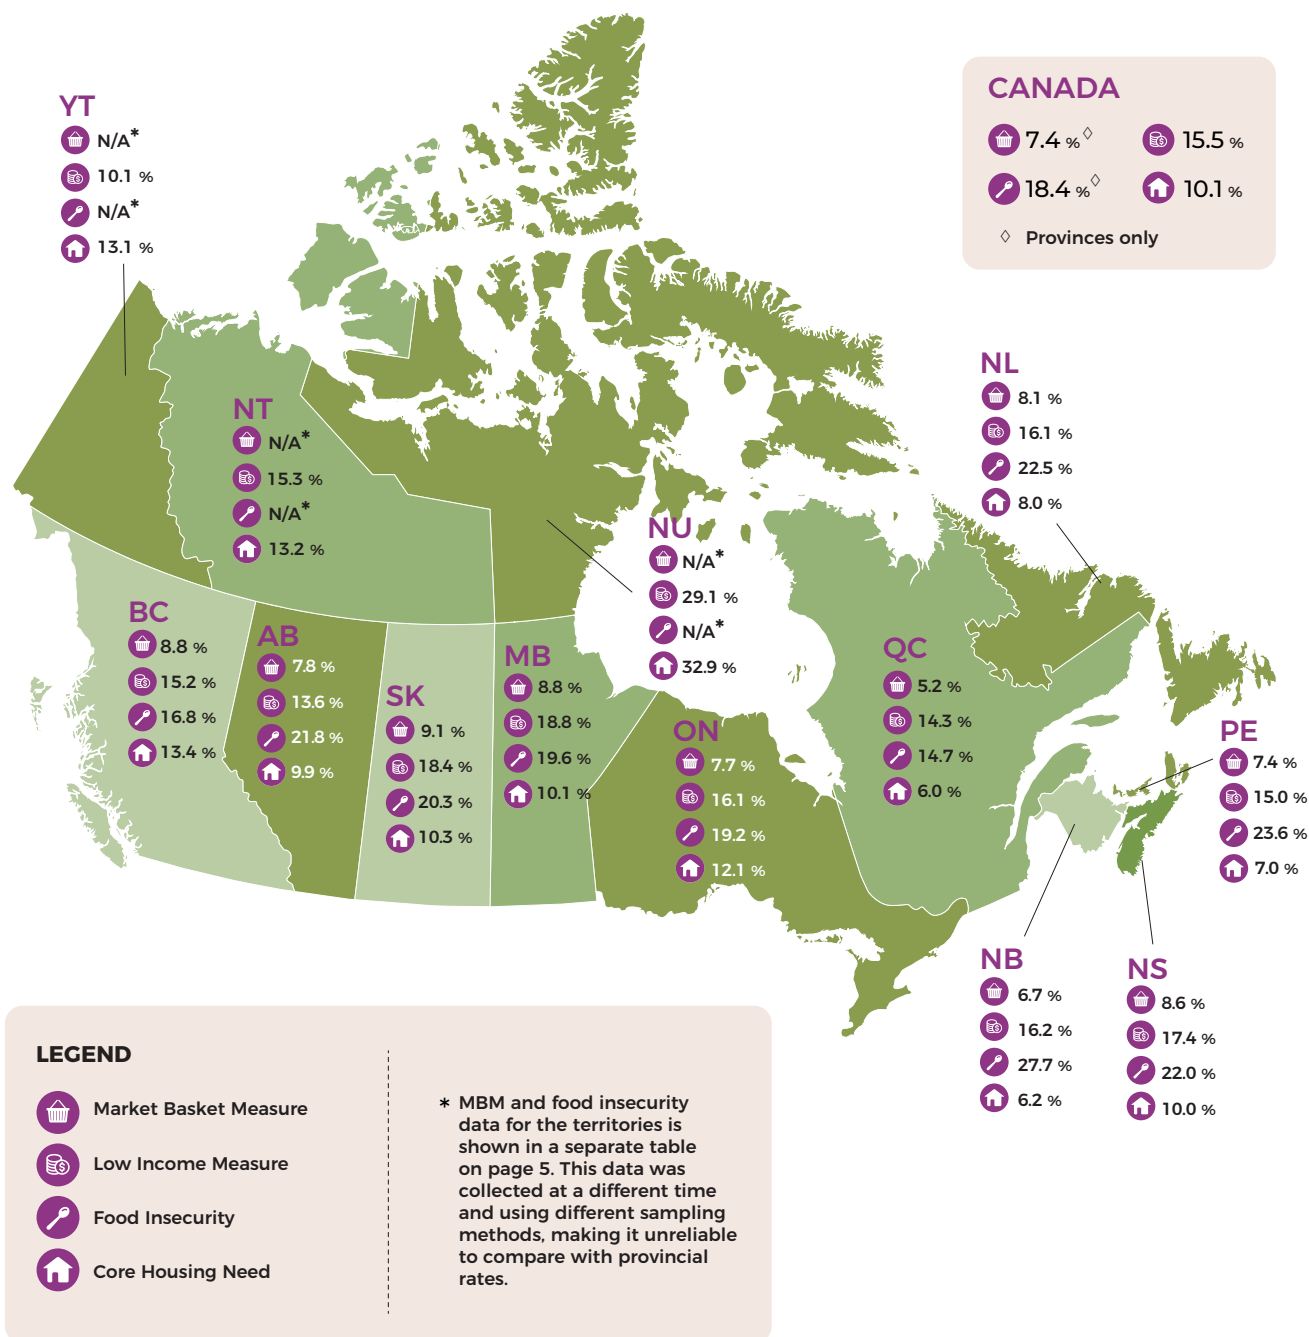 YT
N/A*
10.1 %
N/A*
13.1 %
CANADA
7.4 %◊
15.5 %
18.4 %◊
10.1 %
◊ Provinces only
NL
8.1 %
16.1 %
22.5 %
8.0 %
NT
N/A*
15.3 %
N/A*
13.2 %
NU
N/A*
29.1 %
N/A*
32.9 %
BC
8.8 %
15.2 %
16.8 %
13.4 %
AB
7.8 %
13.6 %
21.8 %
9.9 %
SK
9.1 %
18.4 %
20.3 %
10.3 %
MB
8.8 %
18.8 %
19.6 %
10.1 %
ON
7.7 %
16.1 %
19.2 %
12.1 %
QC
5.2 %
14.3 %
14.7 %
6.0 %
PE
7.4 %
15.0 %
23.6 %
7.0 %
NB
6.7 %
16.2 %
27.7 %
6.2 %
NS
8.6 %
17.4 %
22.0 %
10.0 %
LEGEND
Market Basket Measure
Low Income Measure
Food Insecurity
Core Housing Need
* MBM and food insecurity
data for the territories is
shown in a separate table
on page 5. This data was
collected at a different time
and using different sampling
methods, making it unreliable
to compare with provincial
rates.